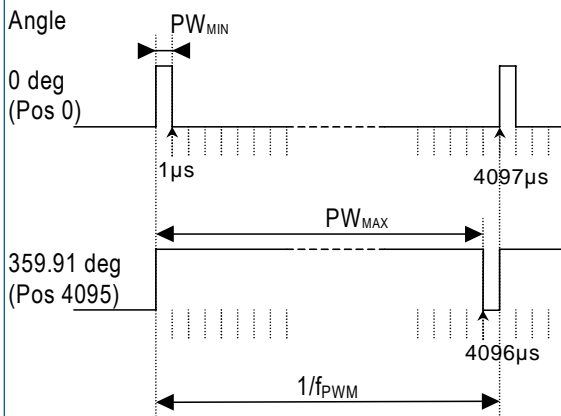 Angle
PWMIN
0 deg
(Pos 0)
1µs
4097µs
PWMAX
359.91 deg
(Pos 4095)
4096µs
1/fPWM